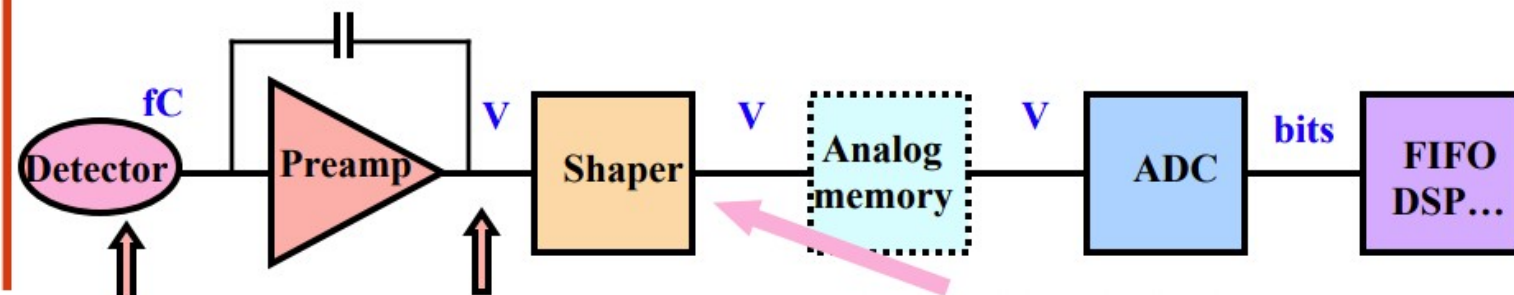 fC
V
V
V
bits
Detector
Preamp
Shaper
Analog
memory
ADC
FIFO
DSP...